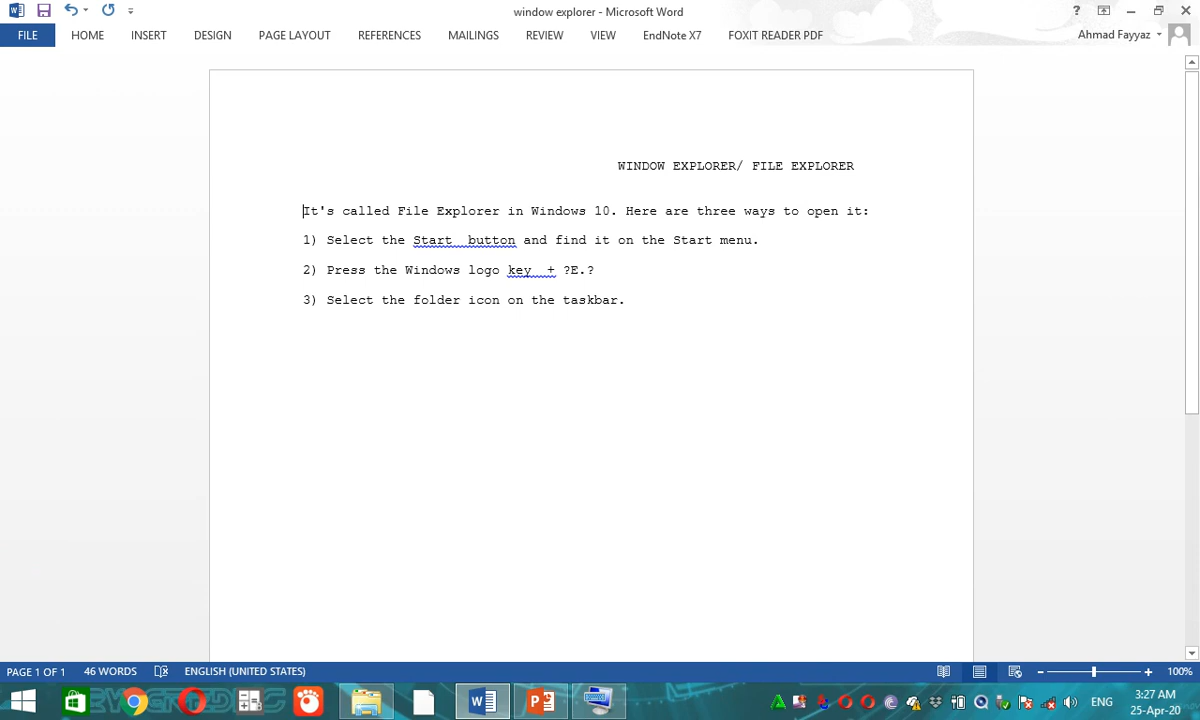 window explorer - Microsoft Word
?
FILE HOME INSERT DESIGN PAGE LAYOUT REFERENCES MAILINGS REVIEW VIEW EndNote X7 FOXIT READER PDF Ahmad Fayyaz
WINDOW EXPLORER/ FILE EXPLORER
It's called File Explorer in Windows 10. Here are three ways to open it:
1) Select the Start  button and find it on the Start menu.
2) Press the Windows logo key  + ?E.?
3) Select the folder icon on the taskbar.
PAGE 1 OF 1 46 WORDS ENGLISH (UNITED STATES) 100%
ENG 3:27 AM
25-Apr-20